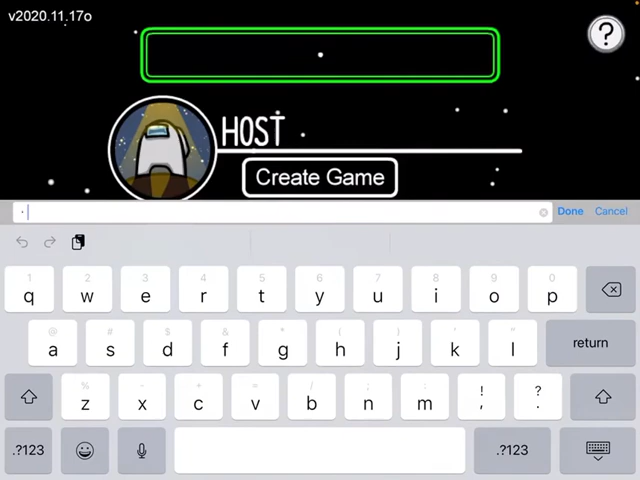 v2020.11.17o
?
HOST
Create Game
·
Done
Cancel
1 2 3 4 5 6 7 8 9 0
q w e r t y u i o p
@ # $ & * ( ) ' "
a s d f g h j k l
return
% - + = / ; : ! ?
z x c v b n m , .
.?123
.?123